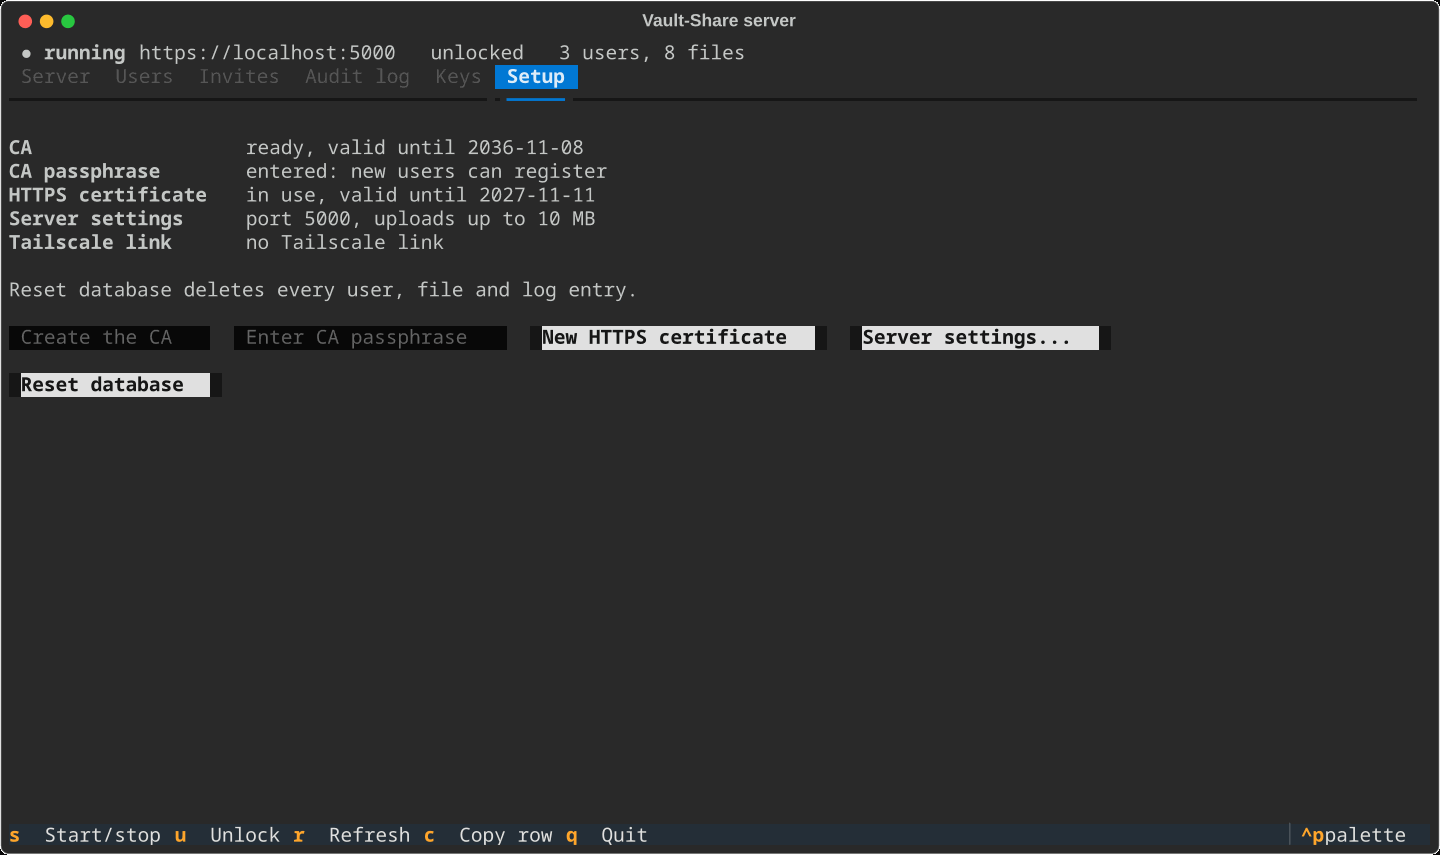 Vault-Share server
● running https://localhost:5000 unlocked 3 users, 8 files
Server Users Invites Audit log Keys Setup
CA ready, valid until 2036-11-08
CA passphrase entered: new users can register
HTTPS certificate in use, valid until 2027-11-11
Server settings port 5000, uploads up to 10 MB
Tailscale link no Tailscale link
Reset database deletes every user, file and log entry.
Create the CA Enter CA passphrase New HTTPS certificate Server settings...
Reset database
s Start/stop u Unlock r Refresh c Copy row q Quit ^p palette